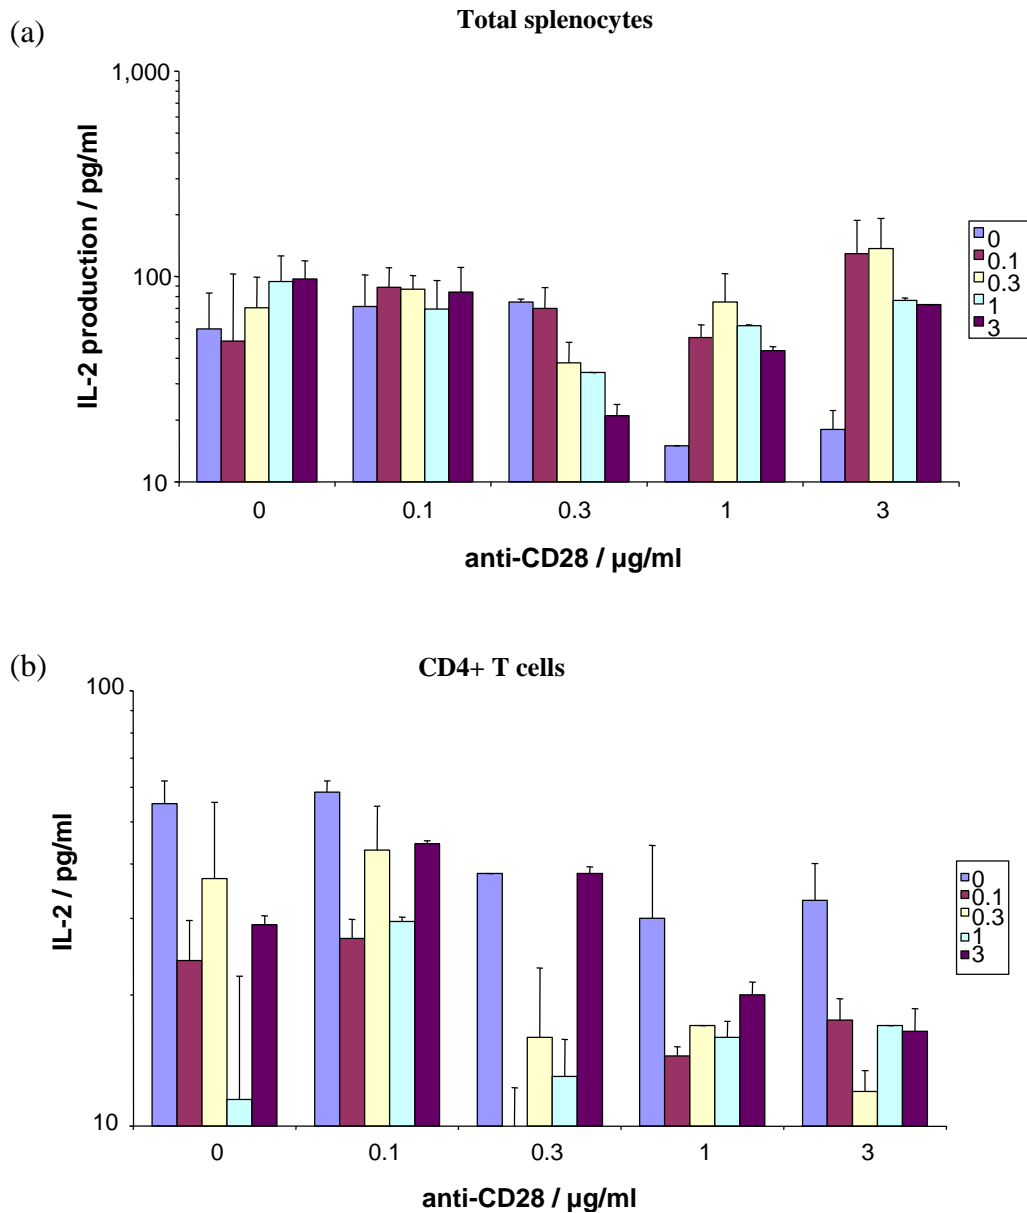 (a)
Total splenocytes
1,000
100
10
IL-2 production / pg/ml
0
0.1
0.3
1
3
0 0.1 0.3 1 3
anti-CD28 / µg/ml
(b)
CD4+ T cells
100
10
IL-2 / pg/ml
0
0.1
0.3
1
3
0 0.1 0.3 1 3
anti-CD28 / µg/ml